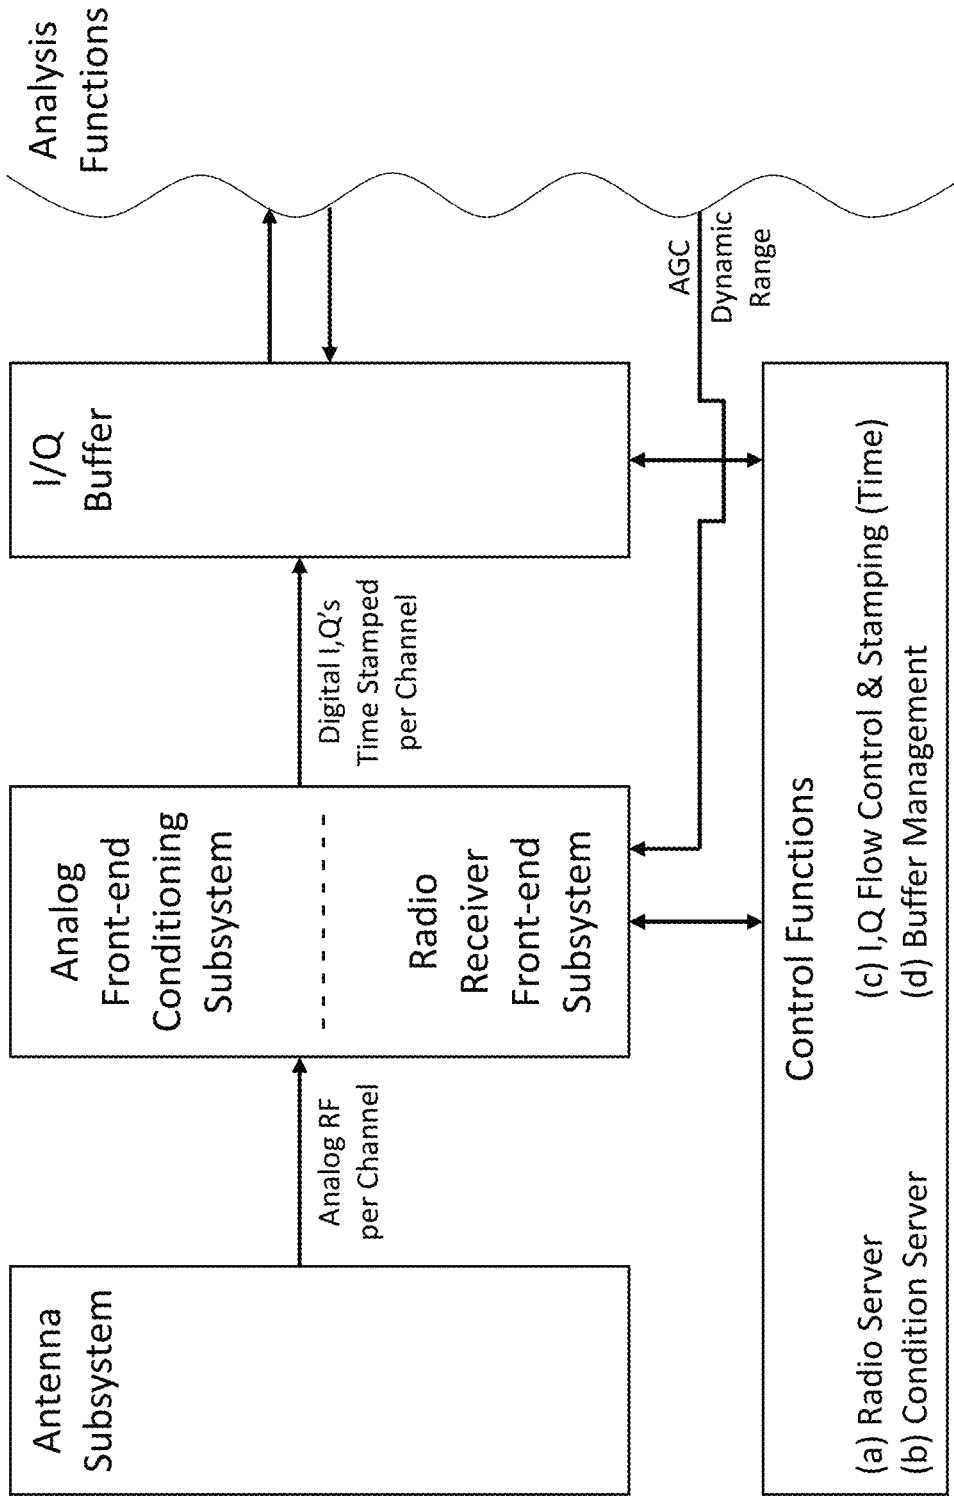 Antenna
Subsystem
Analog RF
per Channel
Analog
Front-end
Conditioning
Subsystem
Radio
Receiver
Front-end
Subsystem
Digital I,Q's
Time Stamped
per Channel
I/Q
Buffer
Analysis
Functions
AGC
Dynamic
Range
Control Functions
(a) Radio Server
(b) Condition Server
(c) I,Q Flow Control & Stamping (Time)
(d) Buffer Management